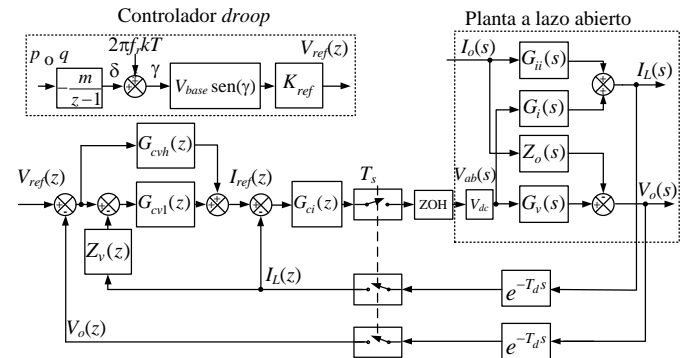 Controlador droop
Planta a lazo abierto
2πf_r kT
V_ref(z)
p o q
δ
γ
-m/(z-1)
V_base sen(γ)
K_ref
I_o(s)
G_ii(s)
I_L(s)
G_i(s)
G_cvh(z)
Z_o(s)
V_ref(z)
I_ref(z)
T_s
V_ab(s)
V_o(s)
G_cv1(z)
G_ci(z)
ZOH
V_dc
G_v(s)
Z_v(z)
I_L(z)
e^{-T_d s}
V_o(z)
e^{-T_d s}